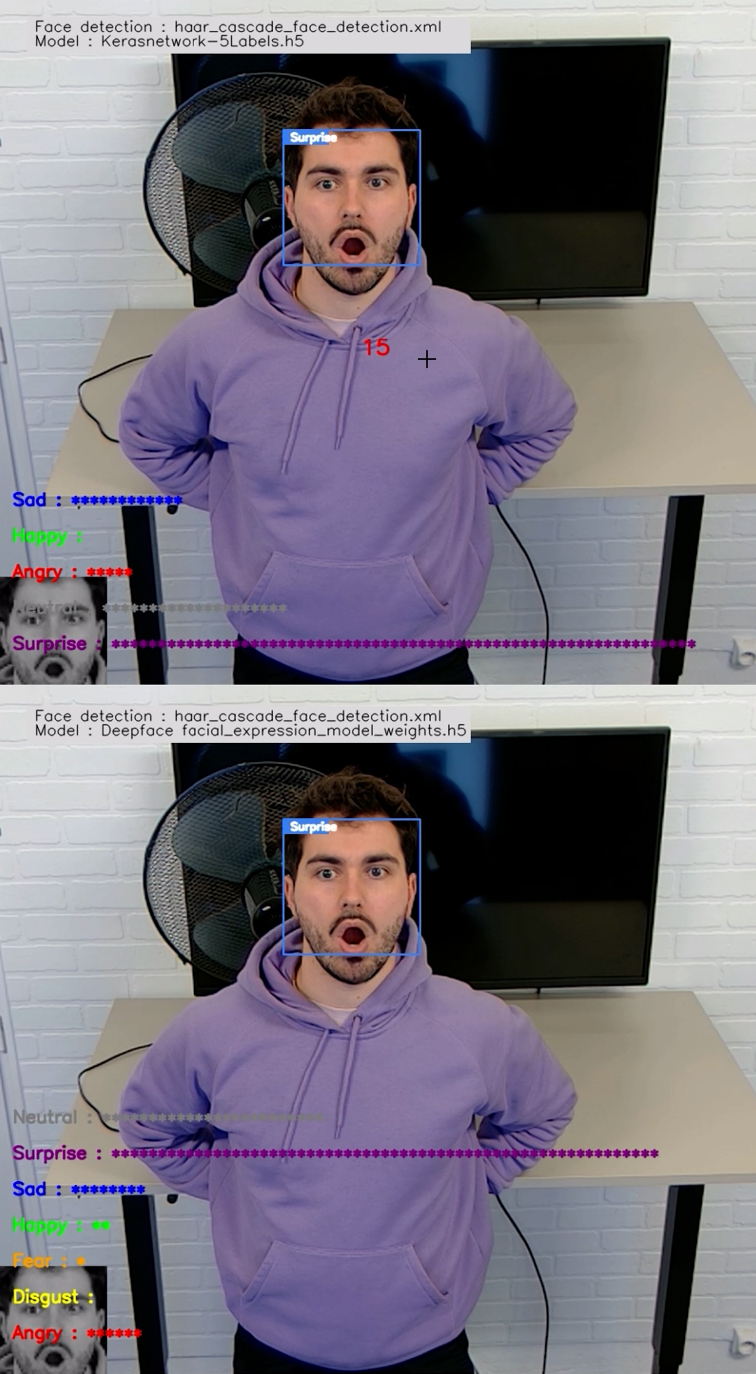 Face detection : haar_cascade_face_detection.xml
Model : Kerasnetwork-5Labels.h5
Surprise
15
Sad : ************
Happy :
Angry : *****
Neutral : ********************
Surprise : ***************************************************************
Face detection : haar_cascade_face_detection.xml
Model : Deepface facial_expression_model_weights.h5
Surprise
Neutral : ************************
Surprise : ***********************************************************
Sad : ********
Happy : **
Fear : *
Disgust :
Angry : ******